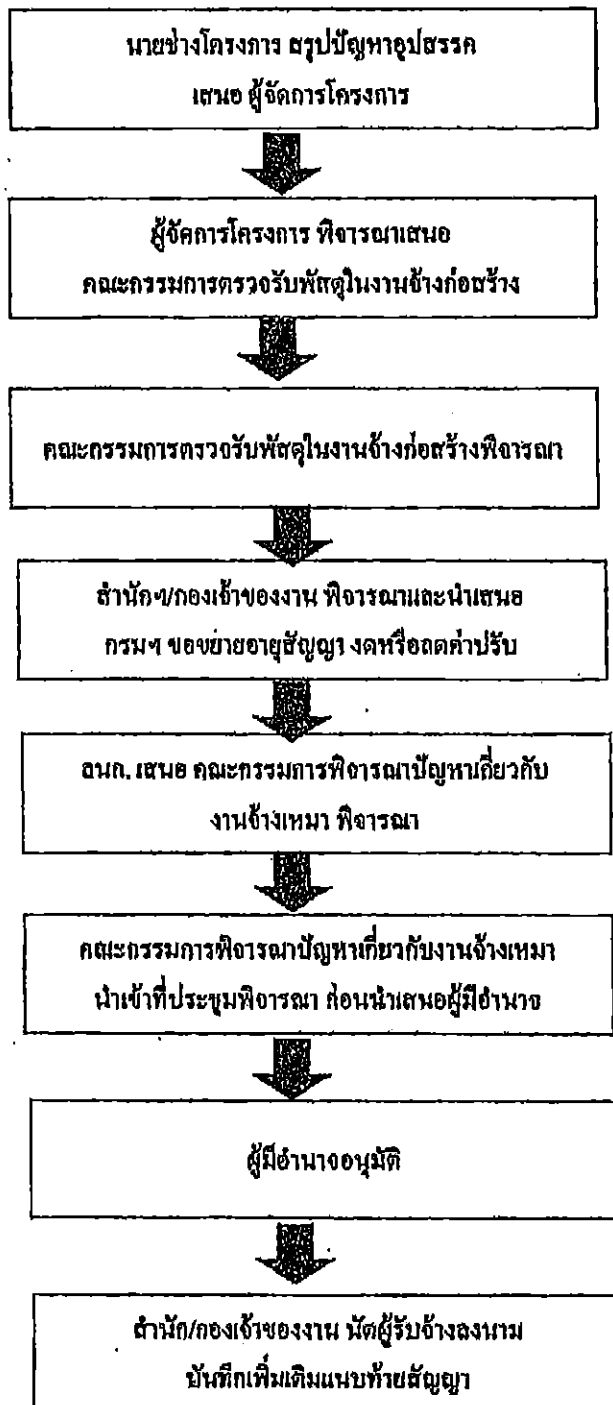 นายช่างโครงการ สรุปปัญหาอุปสรรค
เสนอ ผู้จัดการโครงการ
ผู้จัดการโครงการ พิจารณาเสนอ
คณะกรรมการตรวจรับพัสดุในงานจ้างก่อสร้าง
คณะกรรมการตรวจรับพัสดุในงานจ้างก่อสร้างพิจารณา
สำนักฯ/กองเจ้าของงาน พิจารณาและนำเสนอ
กรมฯ ขอขยายอายุสัญญา งดหรือลดค่าปรับ
ลนก. เสนอ คณะกรรมการพิจารณาปัญหาเกี่ยวกับ
งานจ้างเหมา พิจารณา
คณะกรรมการพิจารณาปัญหาเกี่ยวกับงานจ้างเหมา
นำเข้าที่ประชุมพิจารณา ก่อนนำเสนอผู้มีอำนาจ
ผู้มีอำนาจอนุมัติ
สำนัก/กองเจ้าของงาน นัดผู้รับจ้างลงนาม
บันทึกเพิ่มเติมแนบท้ายสัญญา